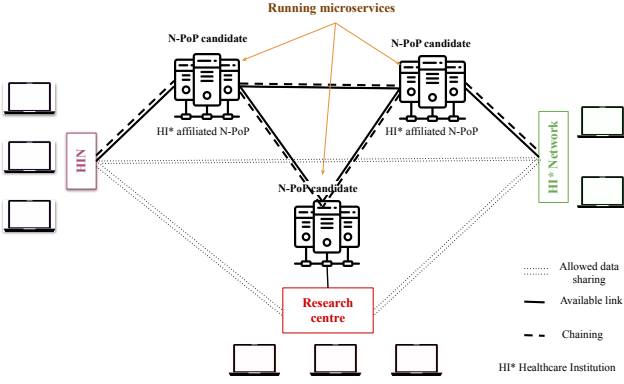 Running microservices
N-PoP candidate
N-PoP candidate
HI* affiliated N-PoP
HI* affiliated N-PoP
HIN
HI* Network
N-PoP candidate
Research
centre
Allowed data
sharing
Available link
Chaining
HI* Healthcare Institution